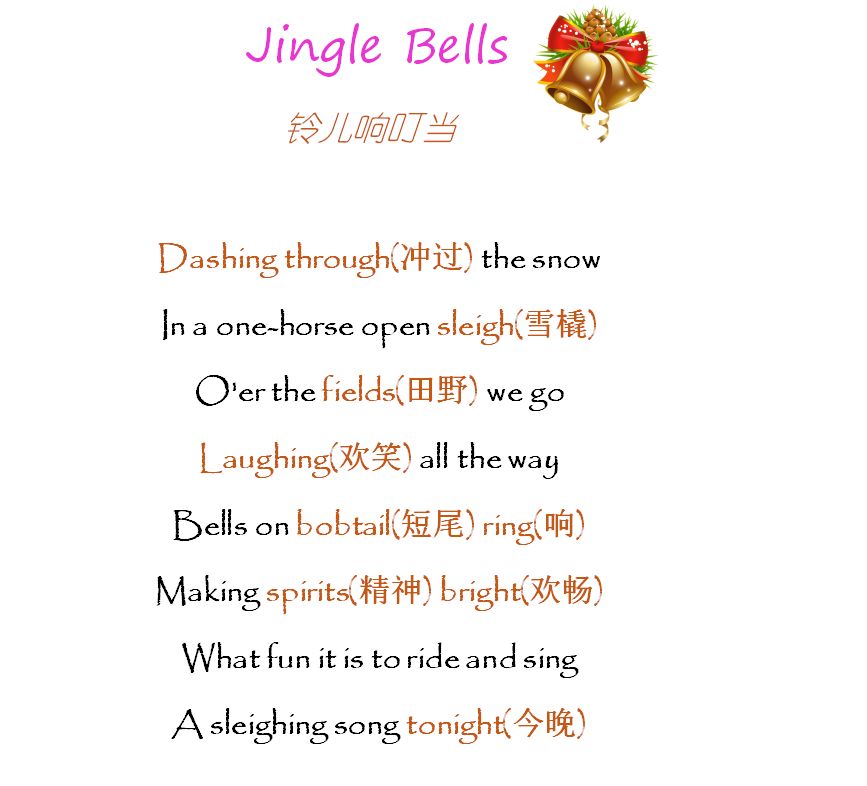 Jingle Bells
铃儿响叮当
Dashing through(冲过) the snow
In a one-horse open sleigh(雪橇)
O'er the fields(田野) we go
Laughing(欢笑) all the way
Bells on bobtail(短尾) ring(响)
Making spirits(精神) bright(欢畅)
What fun it is to ride and sing
A sleighing song tonight(今晚)